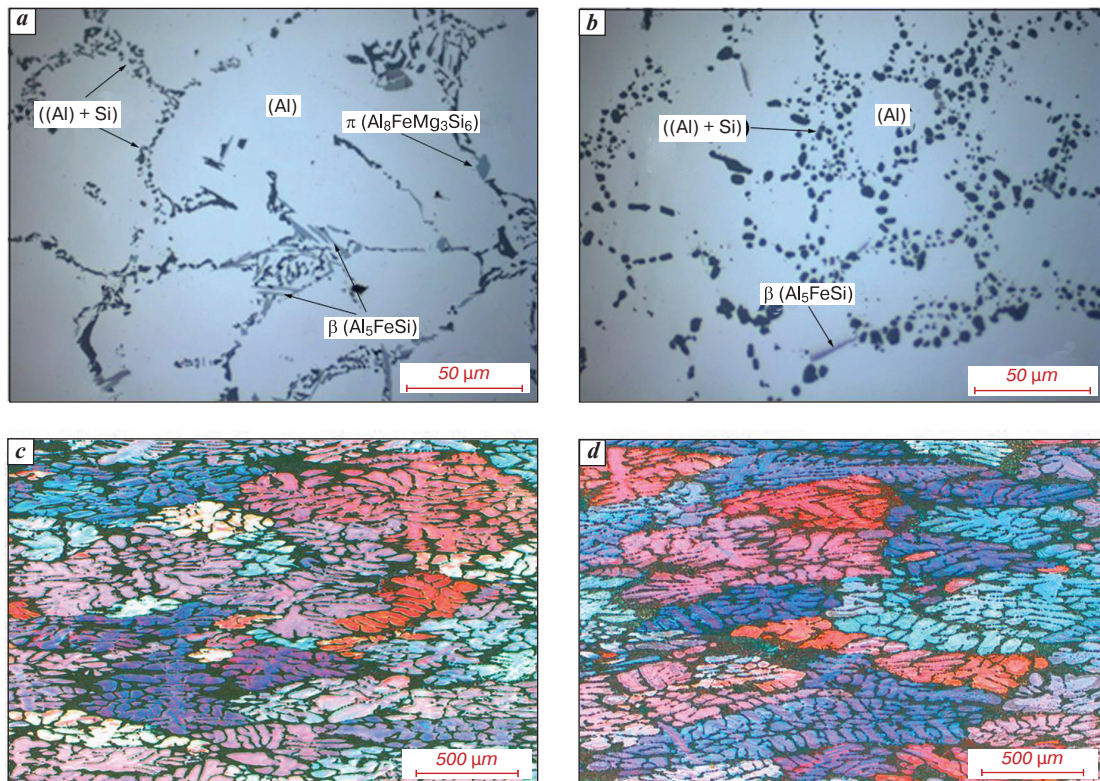 a
((Al) + Si)
(Al)
π (Al₈FeMg₃Si₆)
β (Al₅FeSi)
50 µm
b
((Al) + Si)
(Al)
β (Al₅FeSi)
50 µm
c
500 µm
d
500 µm